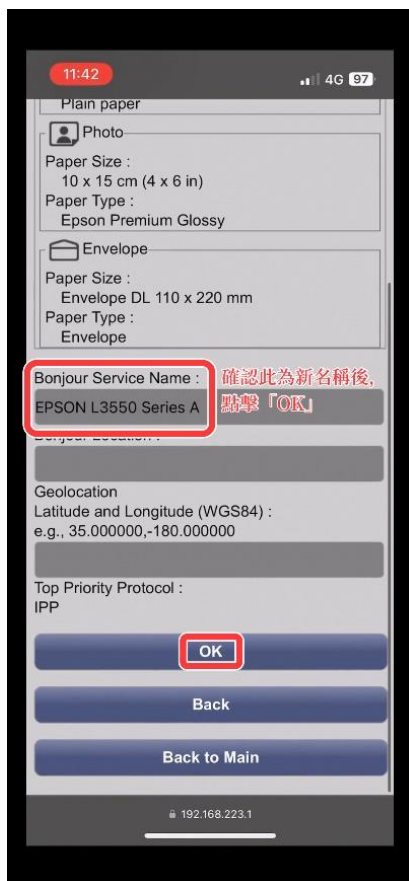 11:42
4G 97
Plain paper
Photo
Paper Size :
10 x 15 cm (4 x 6 in)
Paper Type :
Epson Premium Glossy
Envelope
Paper Size :
Envelope DL 110 x 220 mm
Paper Type :
Envelope
Bonjour Service Name :
確認此為新名稱後,
EPSON L3550 Series A
點擊「OK」
Bonjour Location :
Geolocation
Latitude and Longitude (WGS84) :
e.g., 35.000000,-180.000000
Top Priority Protocol :
IPP
OK
Back
Back to Main
192.168.223.1